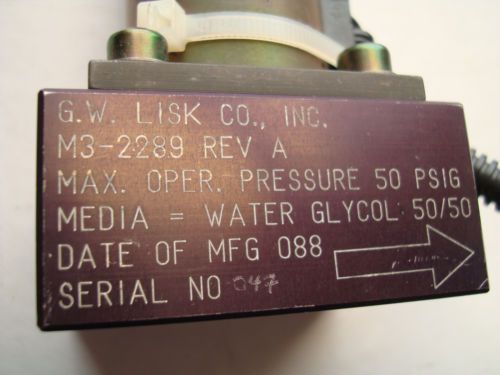 G.W. LISK CO., INC.
M3-2289 REV A
MAX. OPER. PRESSURE 50 PSIG
MEDIA = WATER GLYCOL 50/50
DATE OF MFG 088
SERIAL NO 047